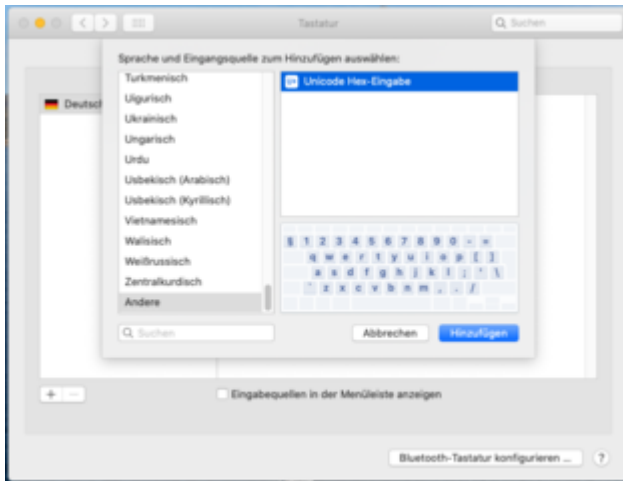 Tastatur
Suchen
Sprache und Eingangsquelle zum Hinzufügen auswählen:
Turkmenisch
Uigurisch
Ukrainisch
Ungarisch
Urdu
Usbekisch (Arabisch)
Usbekisch (Kyrillisch)
Vietnamesisch
Walisisch
Weißrussisch
Zentralkurdisch
Andere
Suchen
Deutsch
Unicode Hex-Eingabe
§ 1 2 3 4 5 6 7 8 9 0 - =
q w e r t y u i o p [ ]
a s d f g h j k l ; ' \
` z x c v b n m , . /
Abbrechen
Hinzufügen
+ −
Eingabequellen in der Menüleiste anzeigen
Bluetooth-Tastatur konfigurieren ...
?